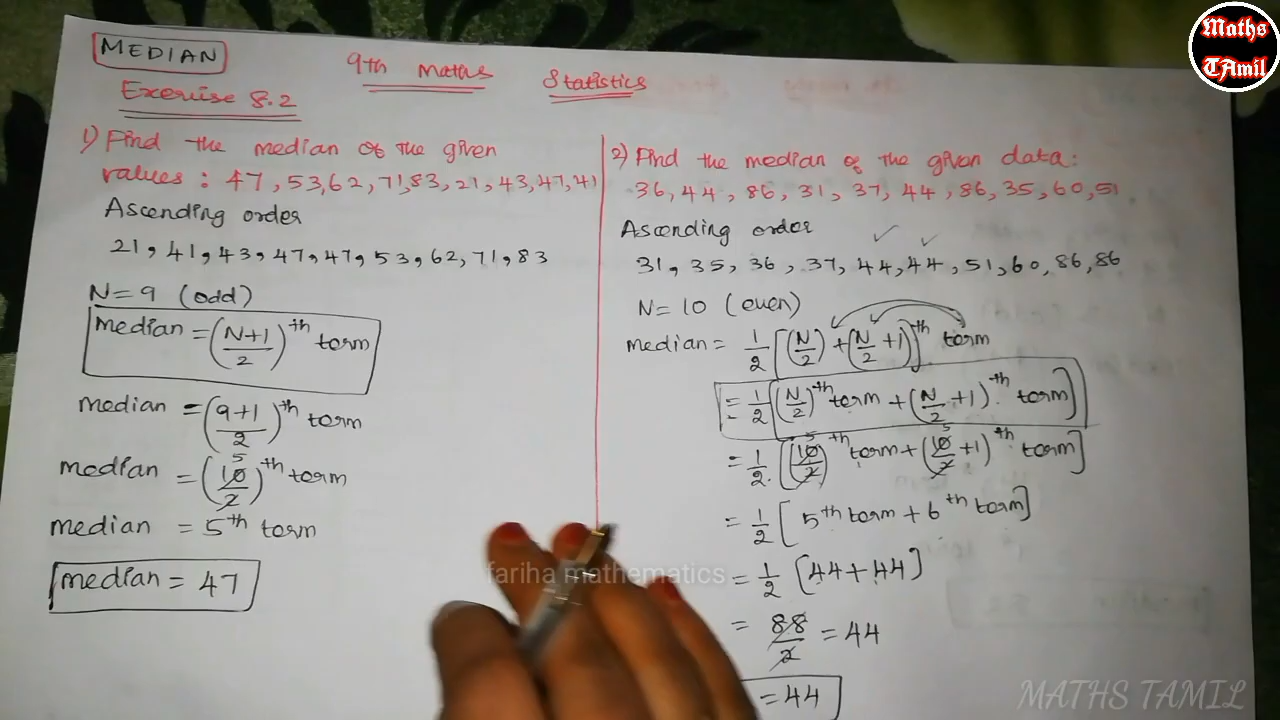 Maths
TAmil
MEDIAN
9th Maths Statistics
Exercise 8.2
1) Find the median of the given
values : 47, 53, 62, 71, 83, 21, 43, 47, 41
Ascending order
21, 41, 43, 47, 47, 53, 62, 71, 83
N = 9 (odd)
median = (N+1/2)th term
median = (9+1/2)th term
median = (10/2)th term 5
median = 5th term
median = 47
2) Find the median of the given data:
36, 44, 86, 31, 37, 44, 86, 35, 60, 51
Ascending order
31, 35, 36, 37, 44, 44, 51, 60, 86, 86
N = 10 (even)
median = 1/2 [(N/2) + (N/2 + 1)]th term
= 1/2 [(N/2)th term + (N/2 + 1)th term]
= 1/2 [(10/2)th term + (10/2 + 1)th term] 5 5
= 1/2 [5th term + 6th term]
= 1/2 [44 + 44]
= 88/2 = 44
= 44
fariha mathematics
MATHS TAMIL